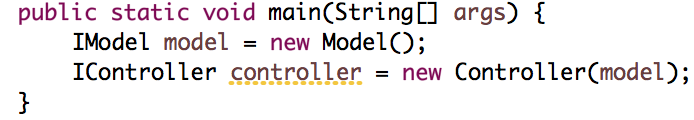 public static void main(String[] args) {
    IModel model = new Model();
    IController controller = new Controller(model);
}